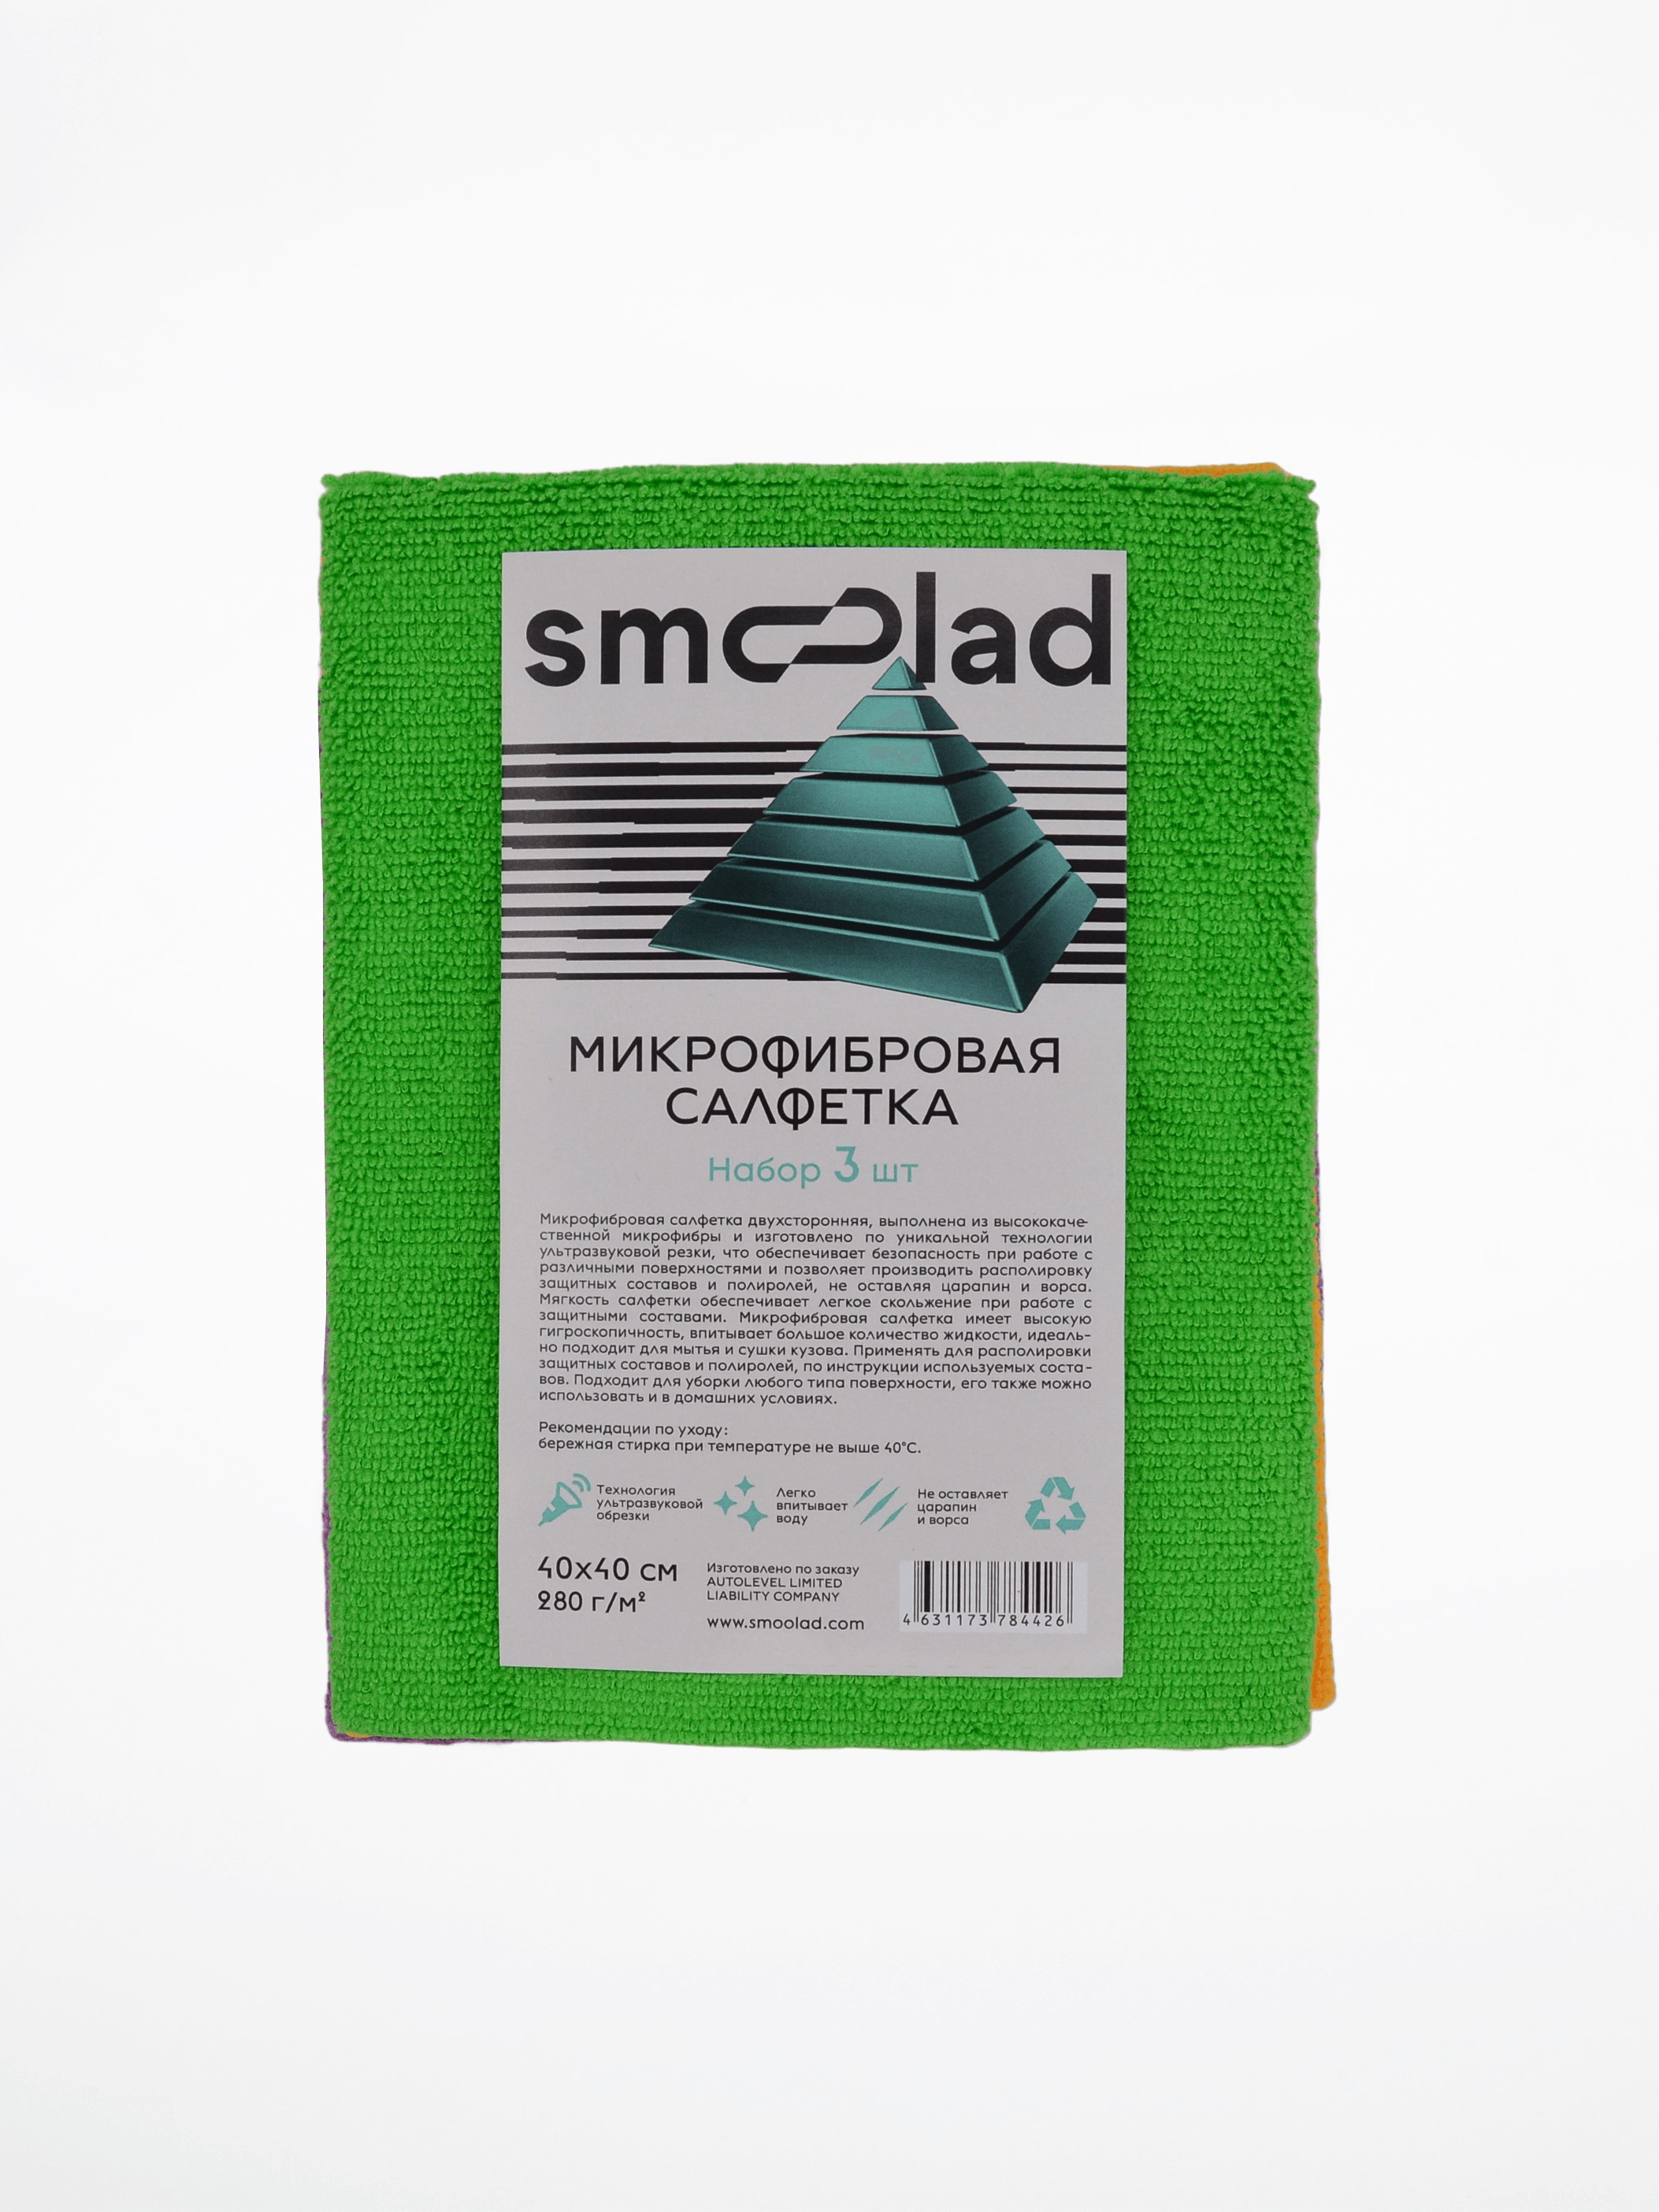 smoolad
МИКРОФИБРОВАЯ
САЛФЕТКА
Набор 3 шт
Микрофибровая салфетка двухсторонняя, выполнена из высококаче-
ственной микрофибры и изготовлено по уникальной технологии
ультразвуковой резки, что обеспечивает безопасность при работе с
различными поверхностями и позволяет производить располировку
защитных составов и полиролей, не оставляя царапин и ворса.
Мягкость салфетки обеспечивает легкое скольжение при работе с
защитными составами. Микрофибровая салфетка имеет высокую
гигроскопичность, впитывает большое количество жидкости, идеаль-
но подходит для мытья и сушки кузова. Применять для располировки
защитных составов и полиролей, по инструкции используемых соста-
вов. Подходит для уборки любого типа поверхности, его также можно
использовать и в домашних условиях.
Рекомендации по уходу:
бережная стирка при температуре не выше 40°С.
Технология
ультразвуковой
обрезки
Легко
впитывает
воду
Не оставляет
царапин
и ворса
40х40 см
280 г/м²
Изготовлено по заказу
AUTOLEVEL LIMITED
LIABILITY COMPANY
www.smoolad.com
4 631173 784426